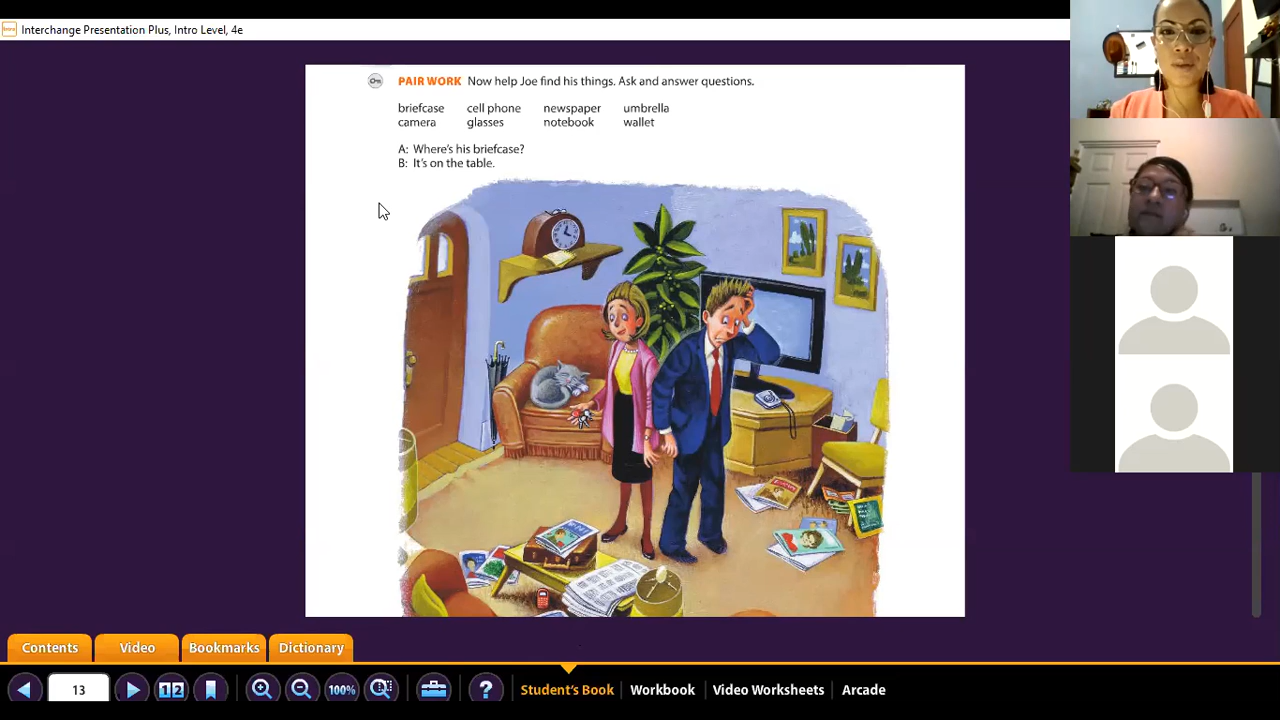 Interchange Presentation Plus, Intro Level, 4e
PAIR WORK Now help Joe find his things. Ask and answer questions.
briefcase cell phone newspaper umbrella
camera glasses notebook wallet
A: Where's his briefcase?
B: It's on the table.
Contents Video Bookmarks Dictionary
13 12 100% ? Student's Book Workbook Video Worksheets Arcade